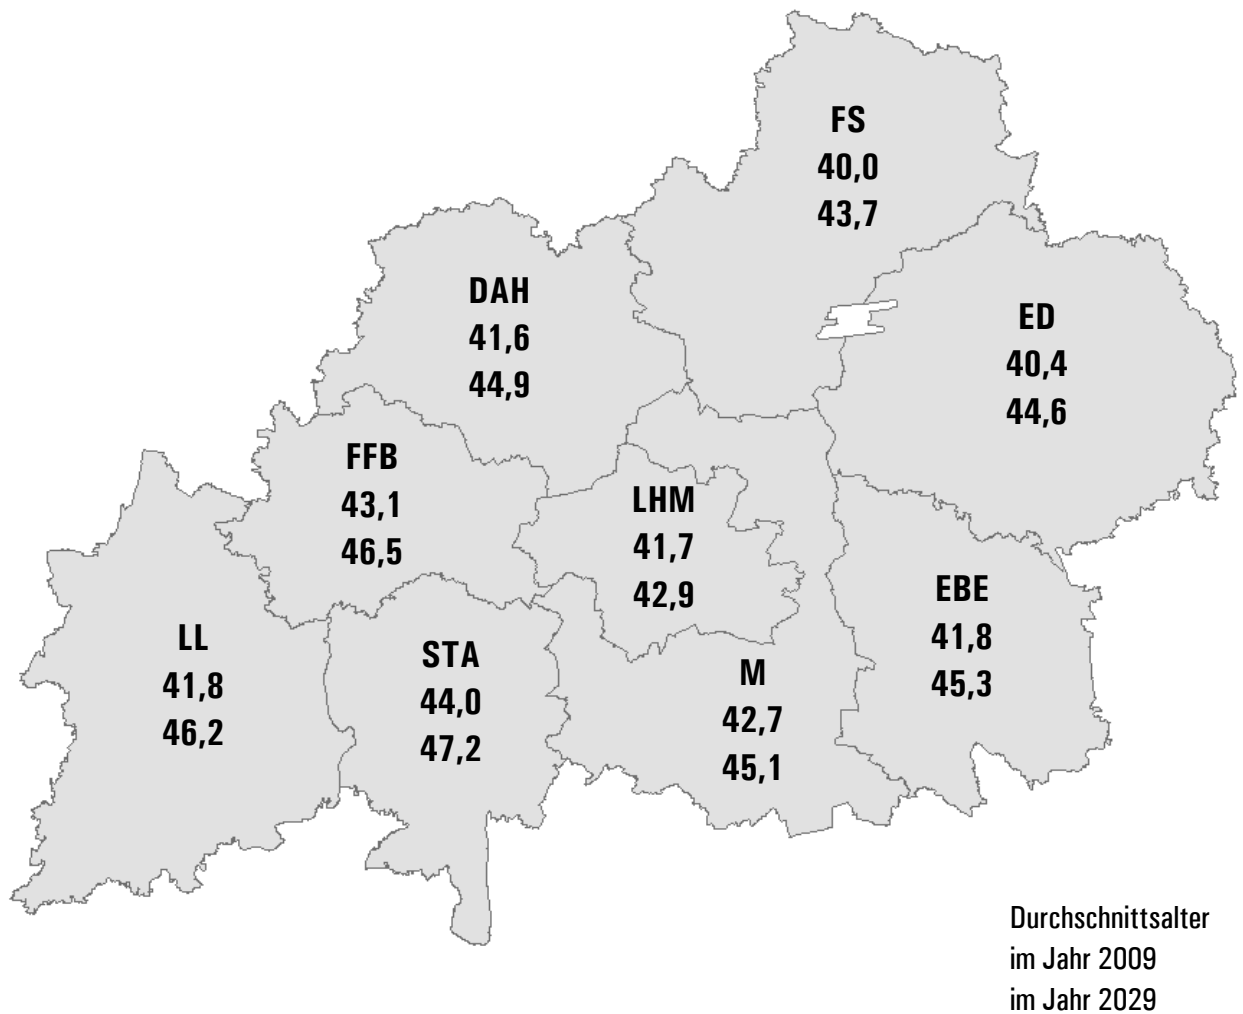 FS
40,0
43,7
DAH
41,6
44,9
ED
40,4
44,6
FFB
43,1
46,5
LHM
41,7
42,9
EBE
41,8
45,3
LL
41,8
46,2
STA
44,0
47,2
M
42,7
45,1
Durchschnittsalter
im Jahr 2009
im Jahr 2029